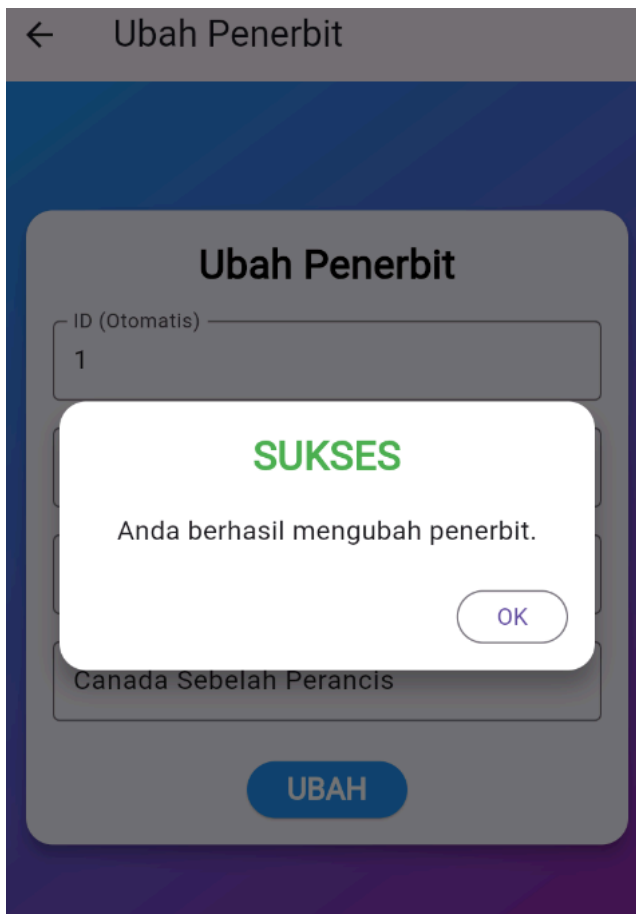 Ubah Penerbit
Ubah Penerbit
ID (Otomatis)
1
SUKSES
Anda berhasil mengubah penerbit.
OK
Canada Sebelah Perancis
UBAH